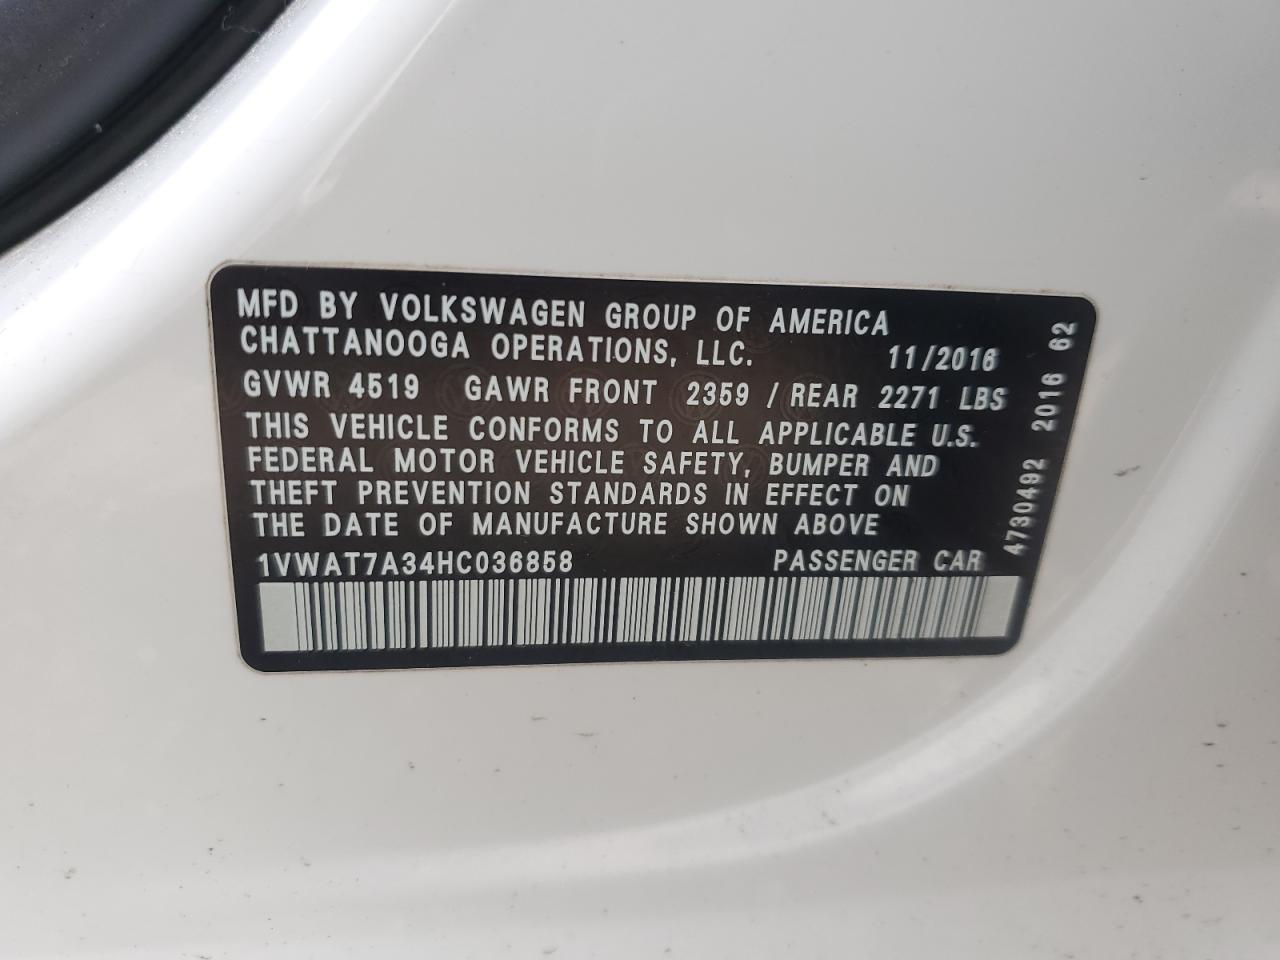 MFD BY VOLKSWAGEN GROUP OF AMERICA
CHATTANOOGA OPERATIONS, LLC. 11/2016
GVWR 4519 GAWR FRONT 2359 / REAR 2271 LBS
THIS VEHICLE CONFORMS TO ALL APPLICABLE U.S.
FEDERAL MOTOR VEHICLE SAFETY, BUMPER AND
THEFT PREVENTION STANDARDS IN EFFECT ON
THE DATE OF MANUFACTURE SHOWN ABOVE
1VWAT7A34HC036858 PASSENGER CAR
4730492 2016 62